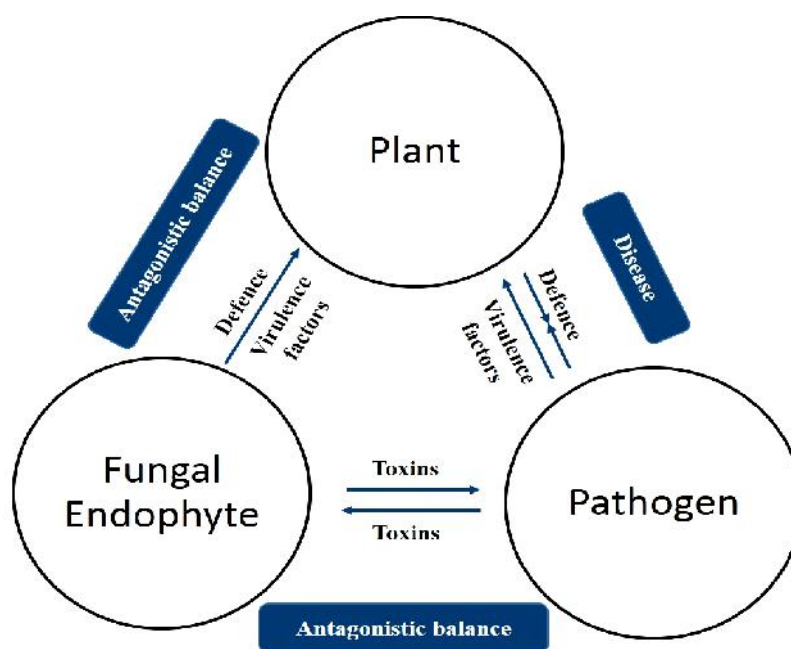 Plant
Antagonistic balance
Disease
Defence
Virulence
factors
Defence
Virulence
factors
Fungal
Endophyte
Toxins
Toxins
Pathogen
Antagonistic balance